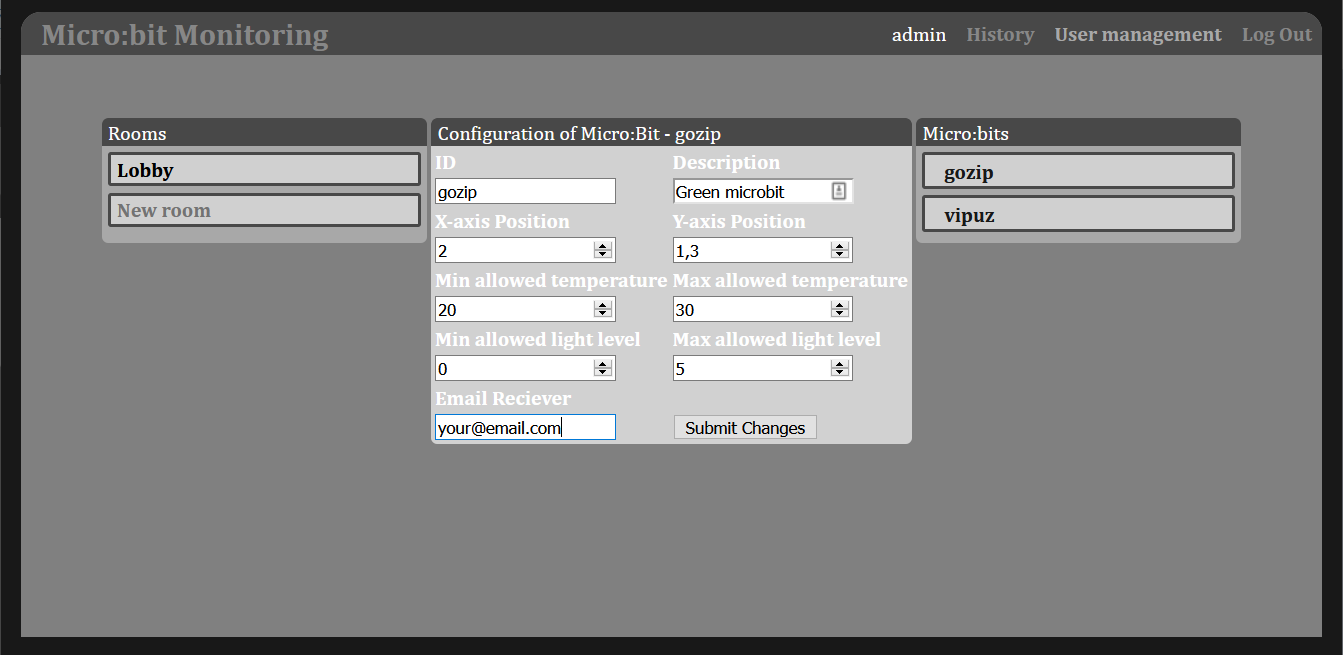 Micro:bit Monitoring
admin History User management Log Out
Rooms
Lobby
New room
Configuration of Micro:Bit - gozip
ID Description
gozip Green microbit
X-axis Position Y-axis Position
2 1,3
Min allowed temperature Max allowed temperature
20 30
Min allowed light level Max allowed light level
0 5
Email Reciever
your@email.com Submit Changes
Micro:bits
gozip
vipuz